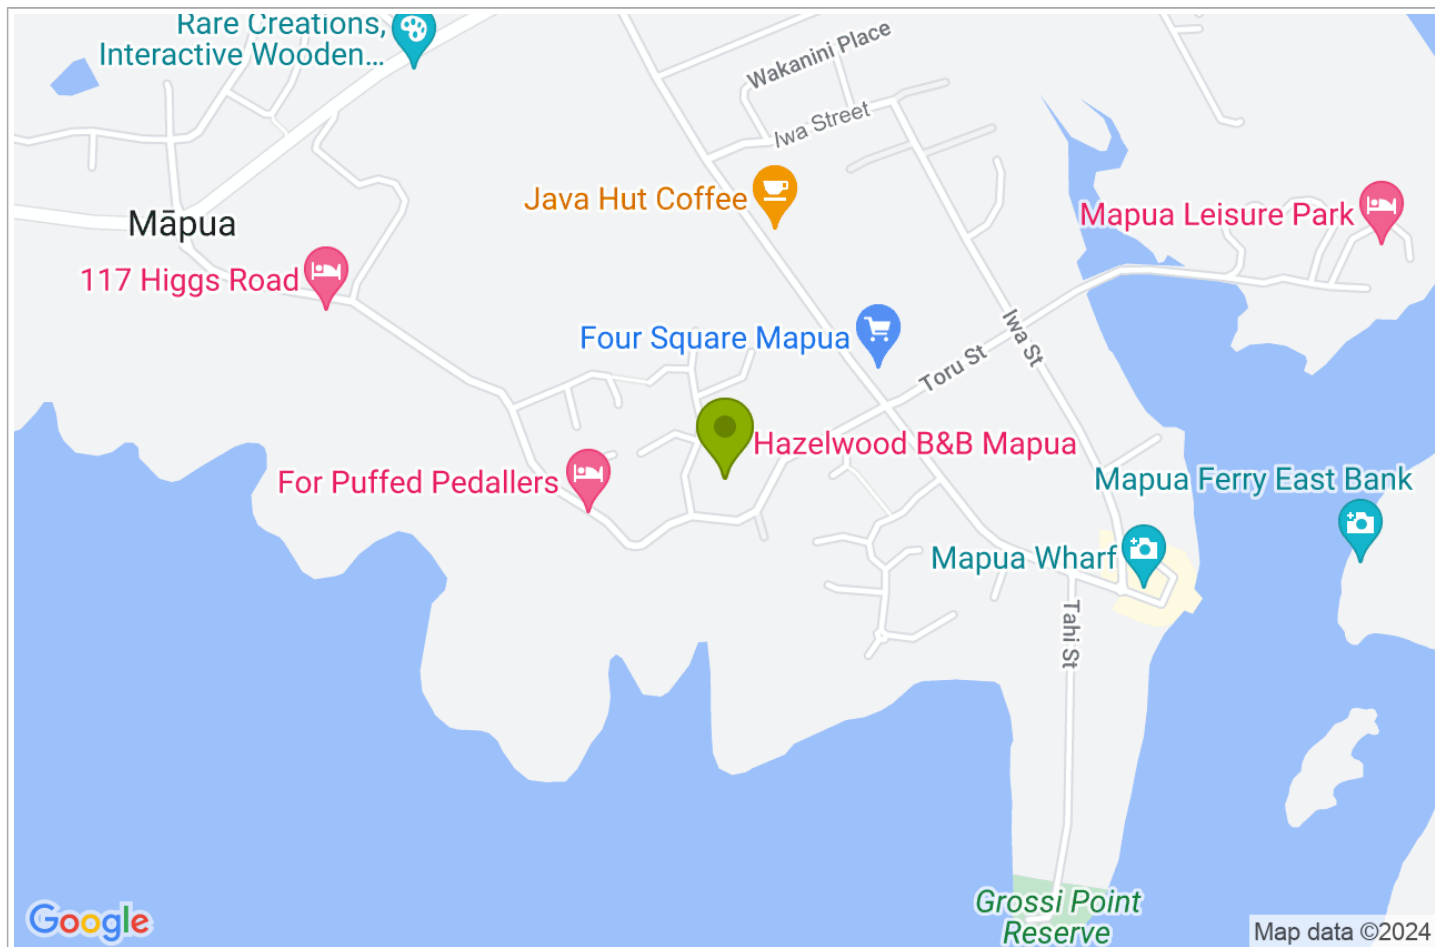 Rare Creations,
Interactive Wooden...
Wakanini Place
Iwa Street
Java Hut Coffee
Mapua Leisure Park
Māpua
117 Higgs Road
Four Square Mapua
Iwa St
Toru St
Hazelwood B&B Mapua
For Puffed Pedallers
Mapua Ferry East Bank
Mapua Wharf
Tahi St
Grossi Point
Reserve
Google
Map data ©2024